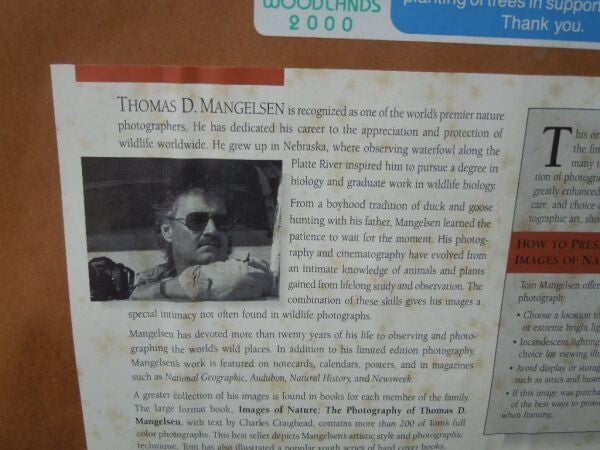 WOODLANDS
2000
planting of trees in support
Thank you.
THOMAS D. MANGELSEN is recognized as one of the world's premier nature
photographers. He has dedicated his career to the appreciation and protection of
wildlife worldwide. He grew up in Nebraska, where observing waterfowl along the
Platte River inspired him to pursue a degree in
biology and graduate work in wildlife biology.
From a boyhood tradition of duck and goose
hunting with his father, Mangelsen learned the
patience to wait for the moment. His photog-
raphy and cinematography have evolved from
an intimate knowledge of animals and plants
gained from lifelong study and observation. The
combination of these skills gives his images a
special intimacy not often found in wildlife photographs.
Mangelsen has devoted more than twenty years of his life to observing and photo-
graphing the world's wild places. In addition to his limited edition photography,
Mangelsen's work is featured on notecards, calendars, posters, and in magazines
such as National Geographic, Audubon, Natural History, and Newsweek.
A greater collection of his images is found in books for each member of the family.
The large format book, Images of Nature: The Photography of Thomas D.
Mangelsen, with text by Charles Craighead, contains more than 200 of Tom's full
color photographs. This best seller depicts Mangelsen's artistic style and photographic
technique. Tom has also illustrated a popular youth series of hard cover books.
This or
the fin
many t
tion of photogra
greatly enhanced
care, and choice o
tographic art, sho
HOW TO PRES
IMAGES OF NA
Tom Mangelsen offer
photography:
• Choose a location to
or extreme bright lig
• Incandescent lighting
choice for viewing illu
• Avoid display or storag
such as attics and basem
• If this image was purcha
of the best ways to prote
when framing.